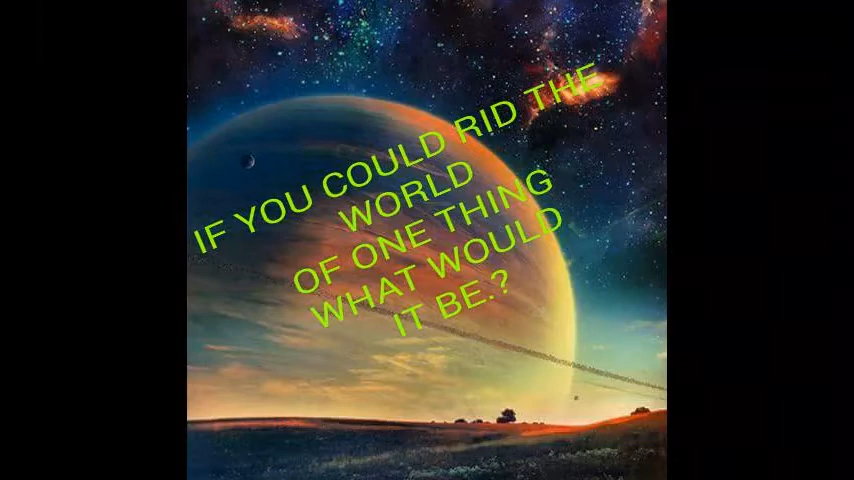 IF YOU COULD RID THE
WORLD
OF ONE THING
WHAT WOULD
IT BE.?